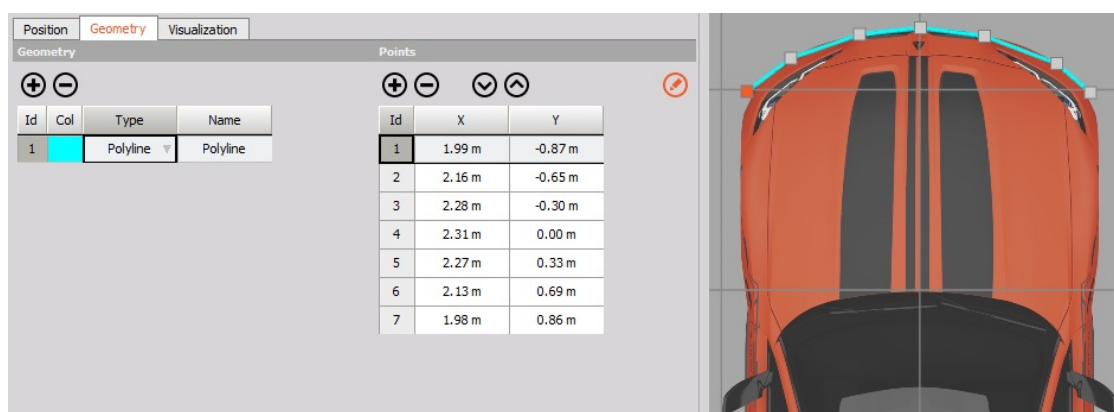 Position Geometry Visualization
Geometry Points
Id Col Type Name Id X Y
1 Polyline Polyline 1 1.99 m -0.87 m
2 2.16 m -0.65 m
3 2.28 m -0.30 m
4 2.31 m 0.00 m
5 2.27 m 0.33 m
6 2.13 m 0.69 m
7 1.98 m 0.86 m